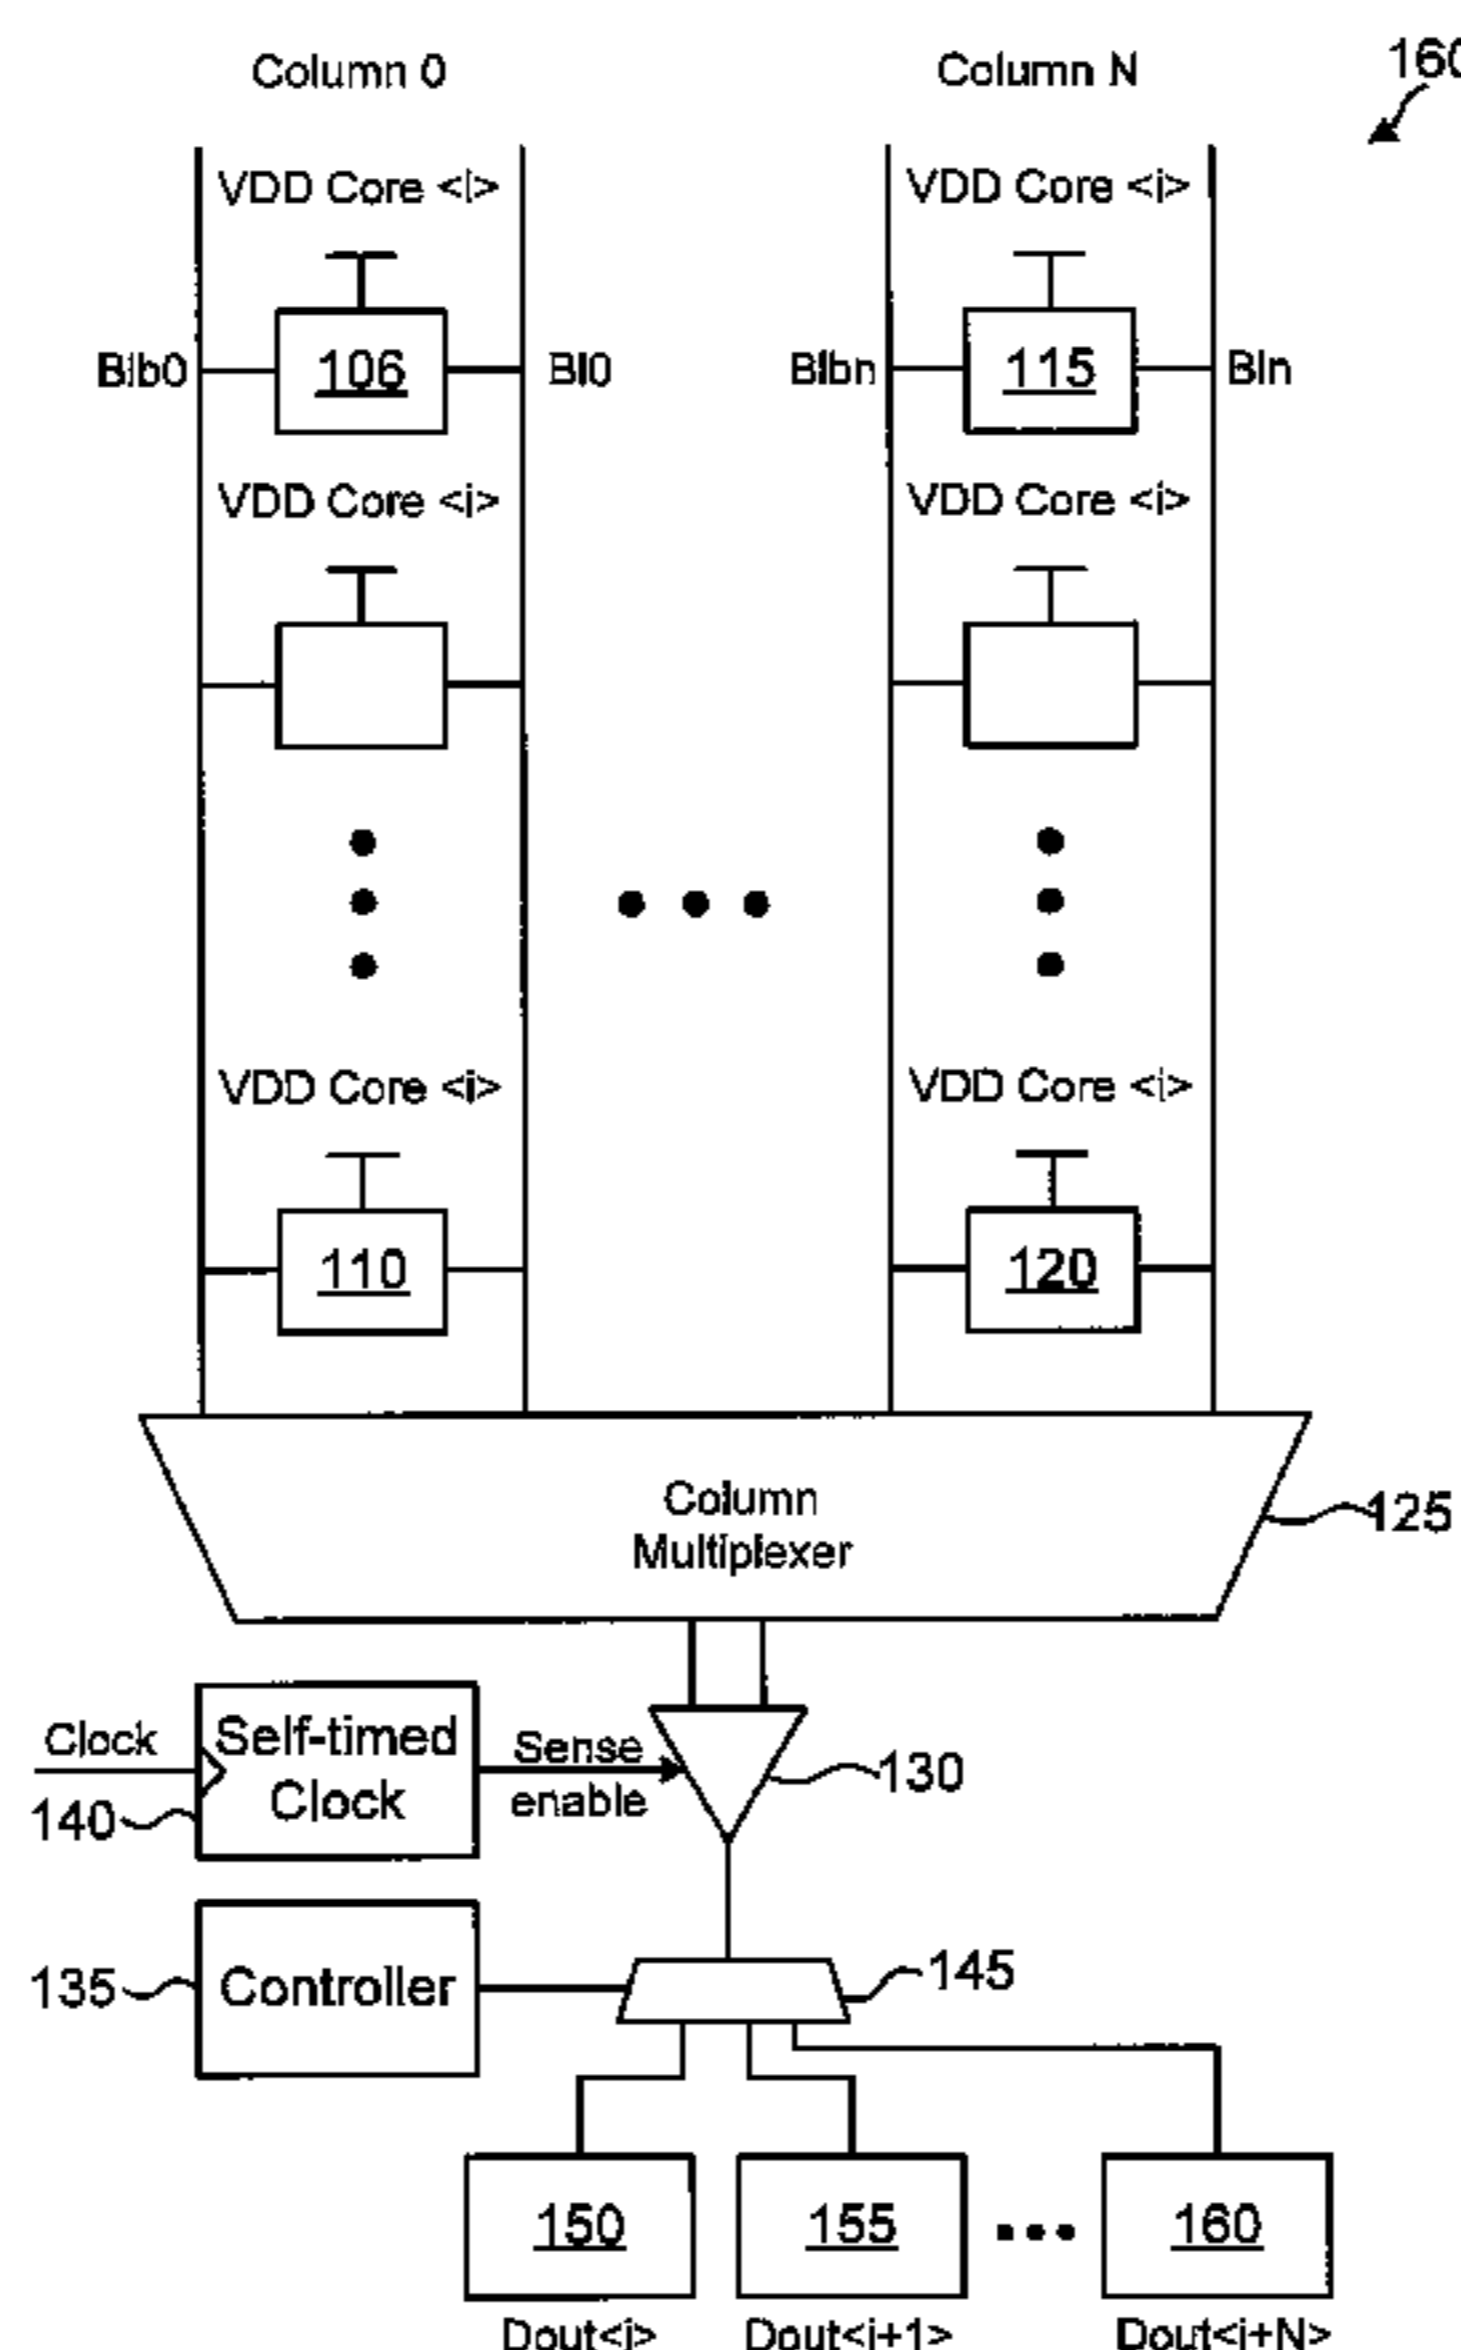 Column 0
Column N
160
VDD Core <i>
VDD Core <i>
Blb0
106
Bl0
Blbn
115
Bln
VDD Core <i>
VDD Core <i>
VDD Core <i>
VDD Core <i>
110
120
Column
Multiplexer
125
Clock
Self-timed
Clock
140
Sense
enable
130
Controller
135
145
150
155
160
Dout<i>
Dout<i+1>
Dout<i+N>